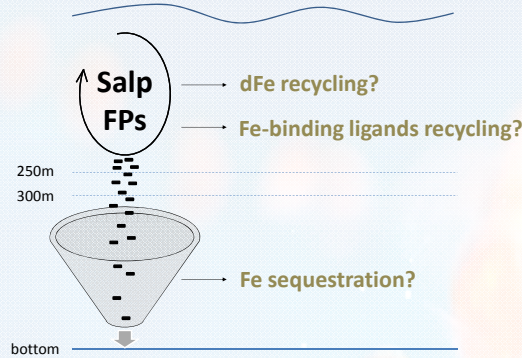 Salp
FPs
dFe recycling?
Fe-binding ligands recycling?
250m
300m
Fe sequestration?
bottom